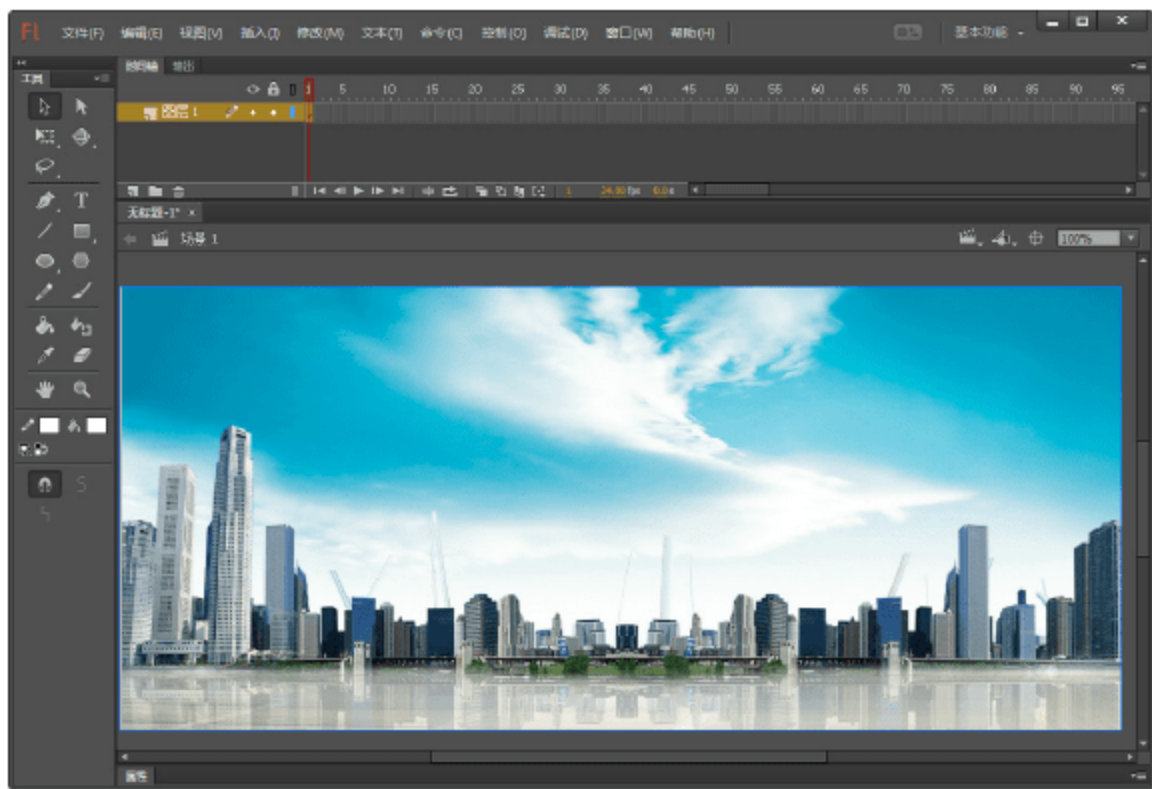 Fl 文件(F) 编辑(E) 视图(V) 插入(I) 修改(M) 文本(T) 命令(C) 控制(O) 调试(D) 窗口(W) 帮助(H) 基本功能
工具
时间轴 输出
1 5 10 15 20 25 30 35 40 45 50 55 60 65 70 75 80 85 90 95
图层 1
1 24.00 fps 0.0 s
无标题-1* ×
场景 1 100%
T
属性